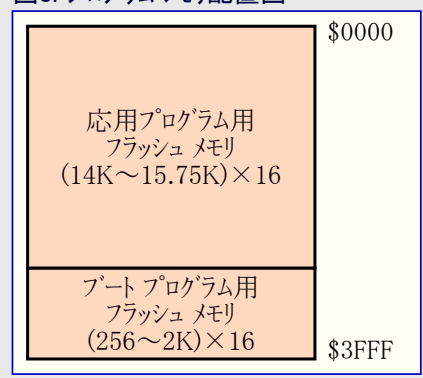 $0000
応用プログラム用
フラッシュ メモリ
(14K～15.75K)×16
ブート プログラム用
フラッシュ メモリ
(256～2K)×16
$3FFF